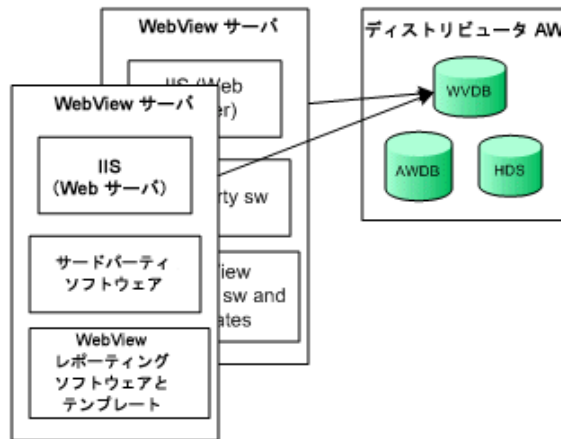 WebView サーバ
IIS (Web
er)
rty sw
iew
sw and
ates
WebView サーバ
IIS
(Web サーバ)
サードパーティ
ソフトウェア
WebView
レポーティング
ソフトウェアと
テンプレート
ディストリビュータ AW
WVDB
AWDB
HDS